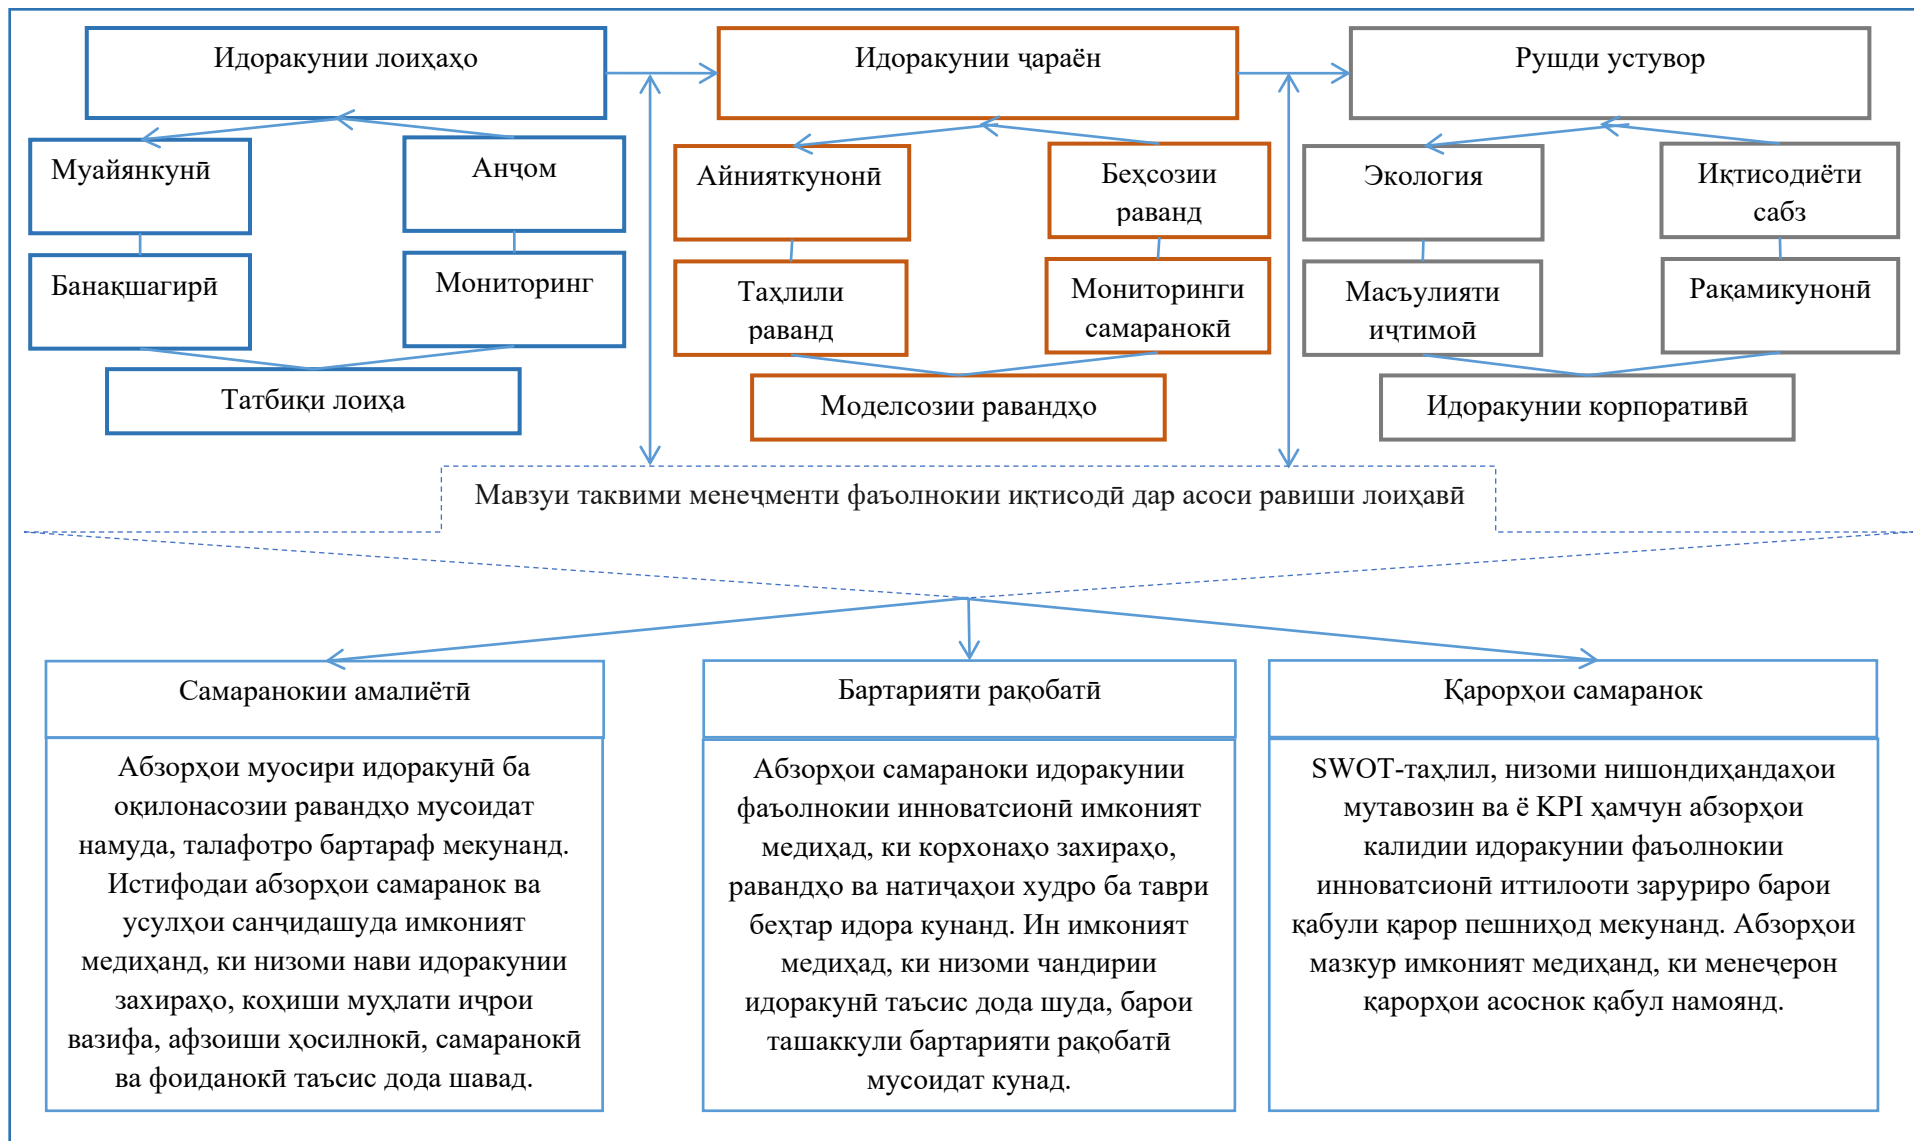 Идоракунии лоиҳаҳо
Муайянкунӣ
Анҷом
Банақшагирӣ
Мониторинг
Татбиқи лоиҳа
Идоракунии ҷараён
Айнияткунонӣ
Беҳсозии
раванд
Таҳлили
раванд
Мониторинги
самаранокӣ
Моделсозии равандҳо
Рушди устувор
Экология
Иқтисодиёти
сабз
Масъулияти
иҷтимоӣ
Рақамикунонӣ
Идоракунии корпоративӣ
Мавзуи таквими менеҷменти фаъолнокии иқтисодӣ дар асоси равиши лоиҳавӣ
Самаранокии амалиётӣ
Абзорҳои муосири идоракунӣ ба
оқилонасозии равандҳо мусоидат
намуда, талафотро бартараф мекунанд.
Истифодаи абзорҳои самаранок ва
усулҳои санҷидашуда имконият
медиҳанд, ки низоми нави идоракунии
захираҳо, коҳиши муҳлати иҷрои
вазифа, афзоиши ҳосилнокӣ, самаранокӣ
ва фоиданокӣ таъсис дода шавад.
Бартарияти рақобатӣ
Абзорҳои самараноки идоракунии
фаъолнокии инноватсионӣ имконият
медиҳад, ки корхонаҳо захираҳо,
равандҳо ва натиҷаҳои худро ба таври
беҳтар идора кунанд. Ин имконият
медиҳад, ки низоми чандирии
идоракунӣ таъсис дода шуда, барои
ташаккули бартарияти рақобатӣ
мусоидат кунад.
Қарорҳои самаранок
SWOT-таҳлил, низоми нишондиҳандаҳои
мутавозин ва ё KPI ҳамчун абзорҳои
калидии идоракунии фаъолнокии
инноватсионӣ иттилооти заруриро барои
қабули қарор пешниҳод мекунанд. Абзорҳои
мазкур имконият медиҳанд, ки менеҷерон
қарорҳои асоснок қабул намоянд.